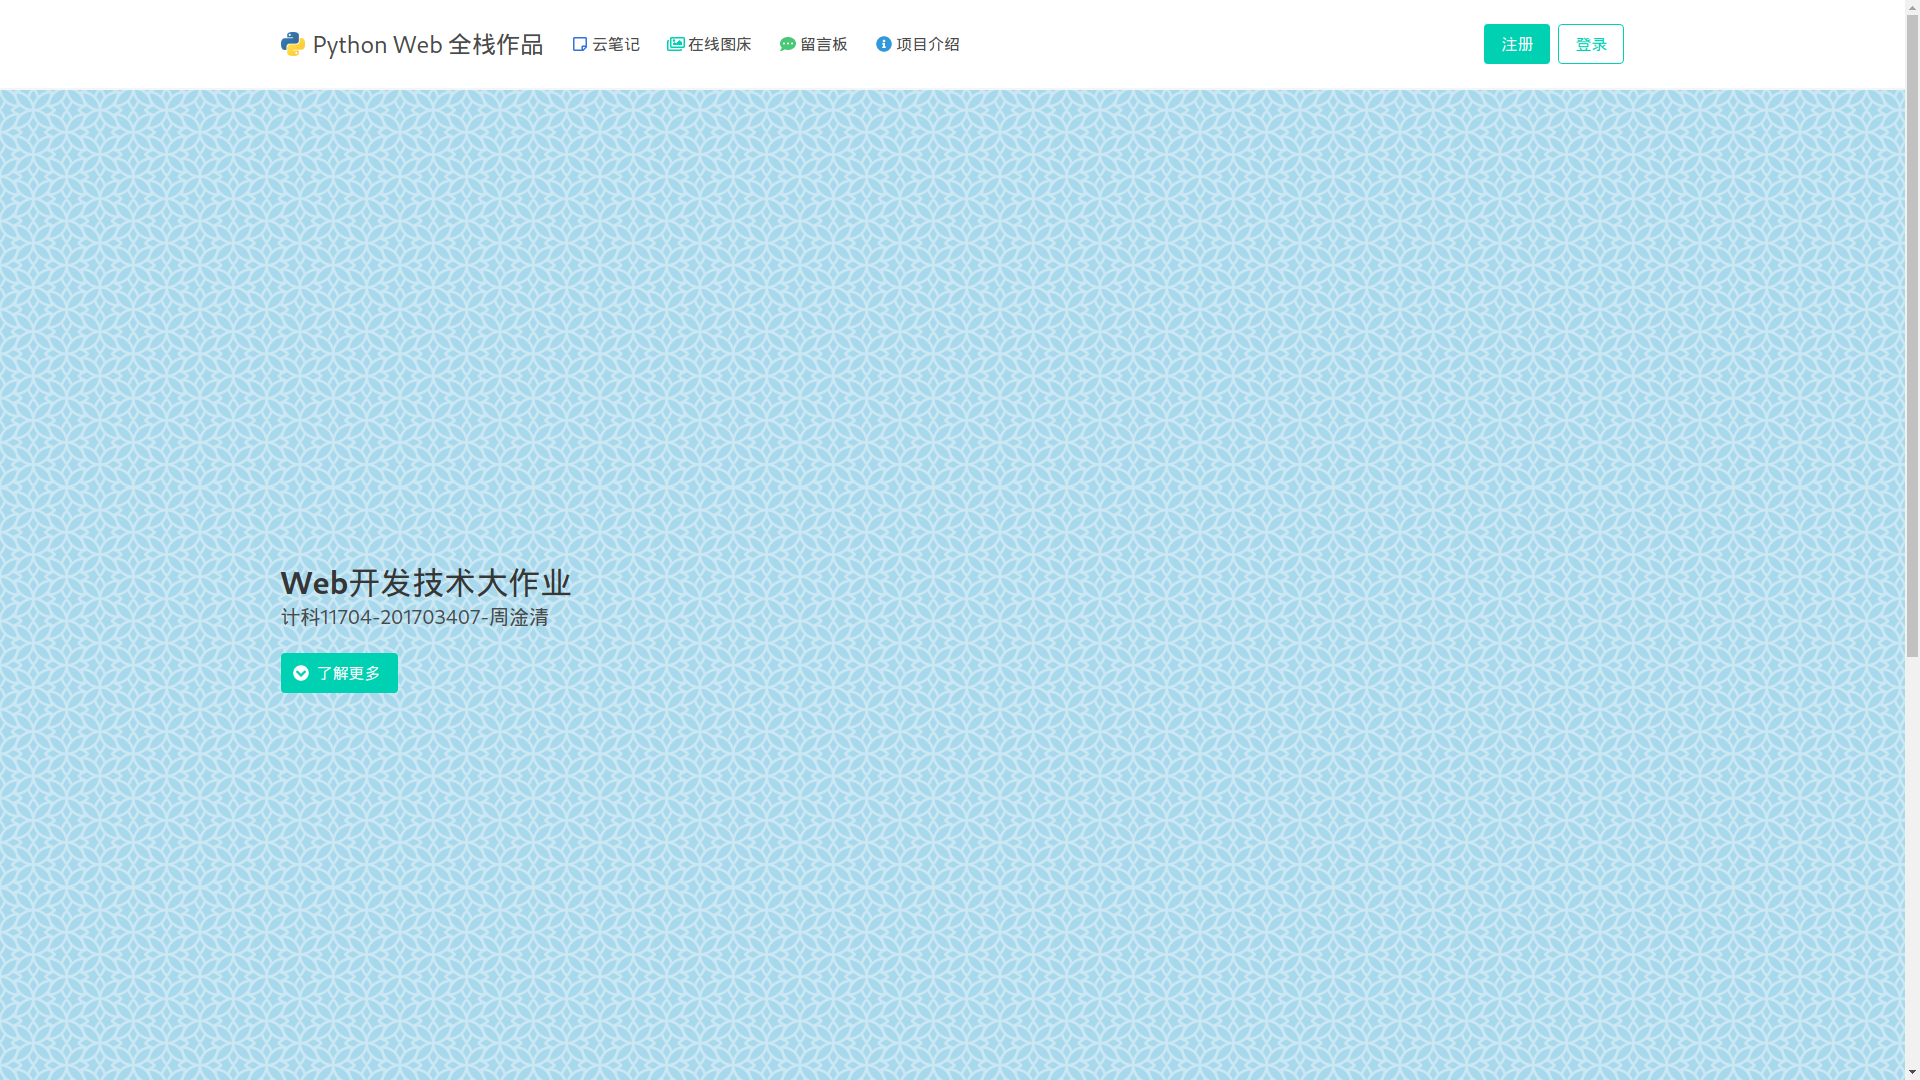 Python Web 全栈作品
云笔记
在线图床
留言板
项目介绍
注册
登录
Web开发技术大作业
计科11704-201703407-周淦清
了解更多